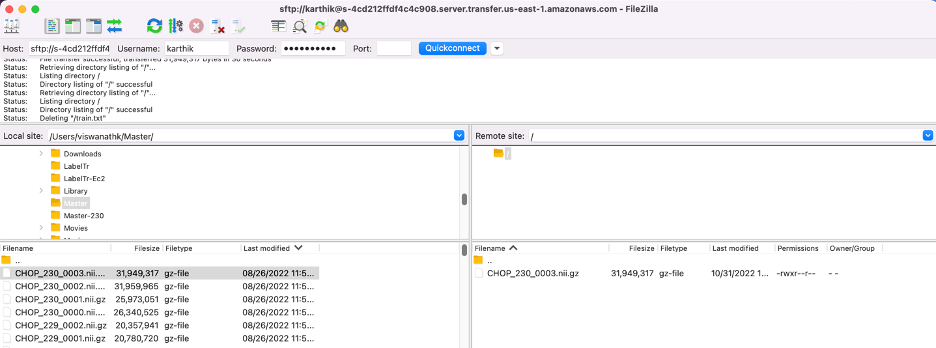 sftp://karthik@s-4cd212ffdf4c4c908.server.transfer.us-east-1.amazonaws.com - FileZilla
Host: sftp://s-4cd212ffdf4 Username: karthik Password: •••••••••• Port: Quickconnect
Status: File transfer successful, transferred 31,949,317 bytes in 30 seconds
Status: Retrieving directory listing of "/"...
Status: Listing directory /
Status: Directory listing of "/" successful
Status: Retrieving directory listing of "/"...
Status: Listing directory /
Status: Directory listing of "/" successful
Status: Deleting "/train.txt"
Local site: /Users/viswanathk/Master/
Downloads
LabelTr
LabelTr-Ec2
Library
Master
Master-230
Movies
Filename Filesize Filetype Last modified
..
CHOP_230_0003.nii.... 31,949,317 gz-file 08/26/2022 11:5...
CHOP_230_0002.nii.... 31,959,965 gz-file 08/26/2022 11:5...
CHOP_230_0001.nii.gz 25,973,051 gz-file 08/26/2022 11:5...
CHOP_230_0000.nii.... 26,340,525 gz-file 08/26/2022 11:5...
CHOP_229_0002.nii.gz 20,357,941 gz-file 08/26/2022 11:5...
CHOP_229_0001.nii.gz 20,780,720 gz-file 08/26/2022 11:5...
Remote site: /
/
Filename Filesize Filetype Last modified Permissions Owner/Group
..
CHOP_230_0003.nii.gz 31,949,317 gz-file 10/31/2022 1... -rwxr--r-- - -